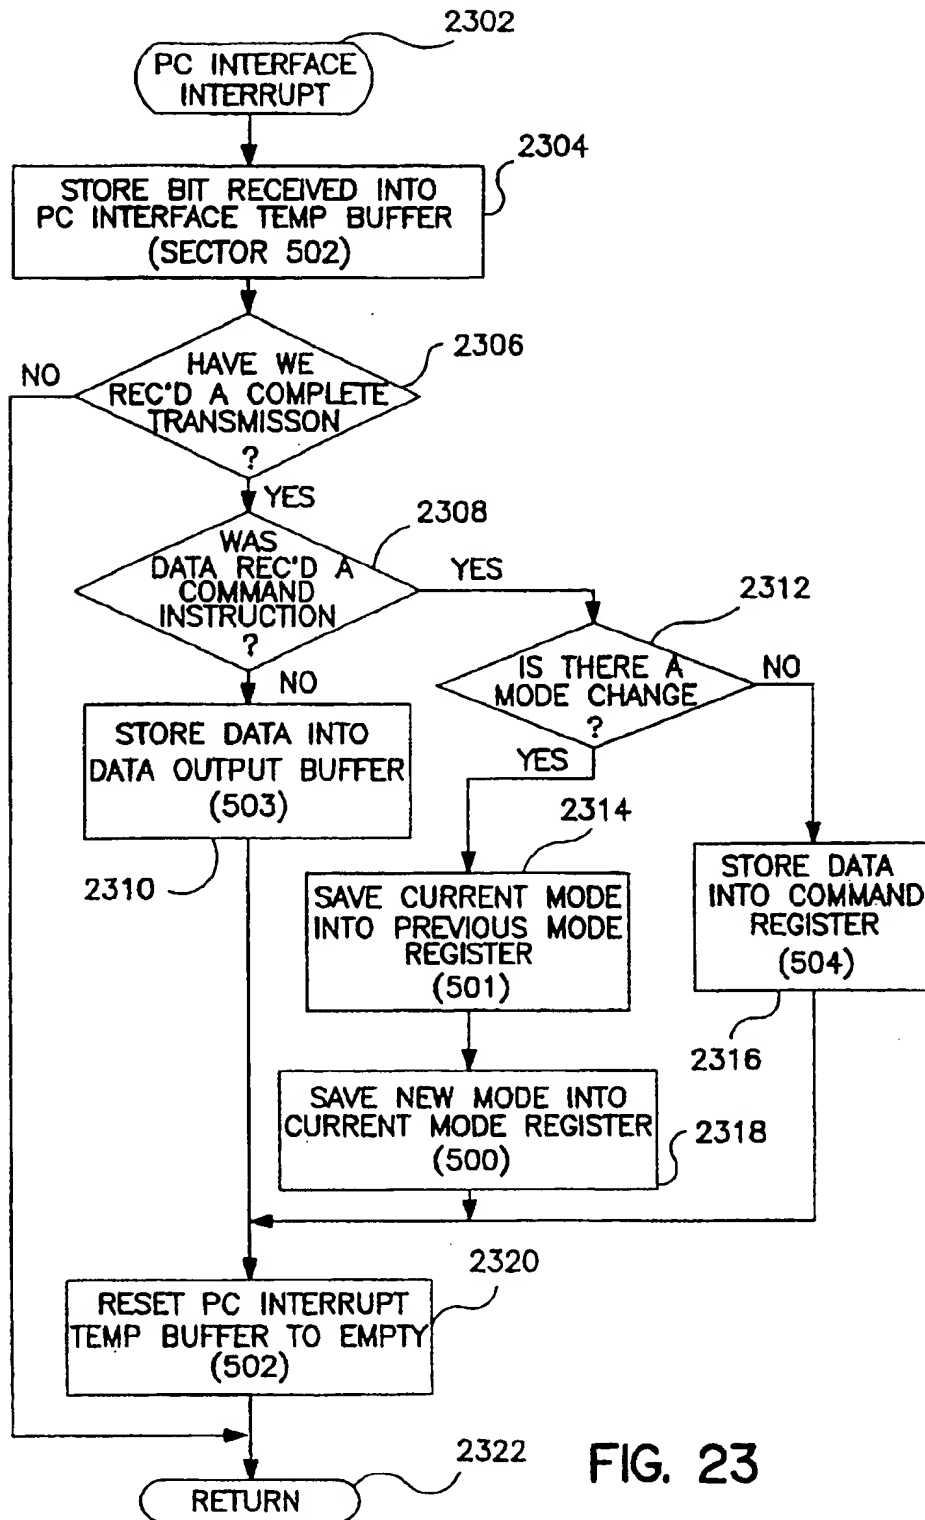 2302
PC INTERFACE
INTERRUPT
2304
STORE BIT RECEIVED INTO
PC INTERFACE TEMP BUFFER
(SECTOR 502)
2306
NO
HAVE WE
REC'D A COMPLETE
TRANSMISSON
?
YES
2308
WAS
DATA REC'D A
COMMAND
INSTRUCTION
?
YES
2312
IS THERE A
MODE CHANGE
?
NO
NO
YES
STORE DATA INTO
DATA OUTPUT BUFFER
(503)
2310
2314
SAVE CURRENT MODE
INTO PREVIOUS MODE
REGISTER
(501)
STORE DATA
INTO COMMAND
REGISTER
(504)
2316
SAVE NEW MODE INTO
CURRENT MODE REGISTER
(500)
2318
2320
RESET PC INTERRUPT
TEMP BUFFER TO EMPTY
(502)
2322
RETURN
FIG. 23